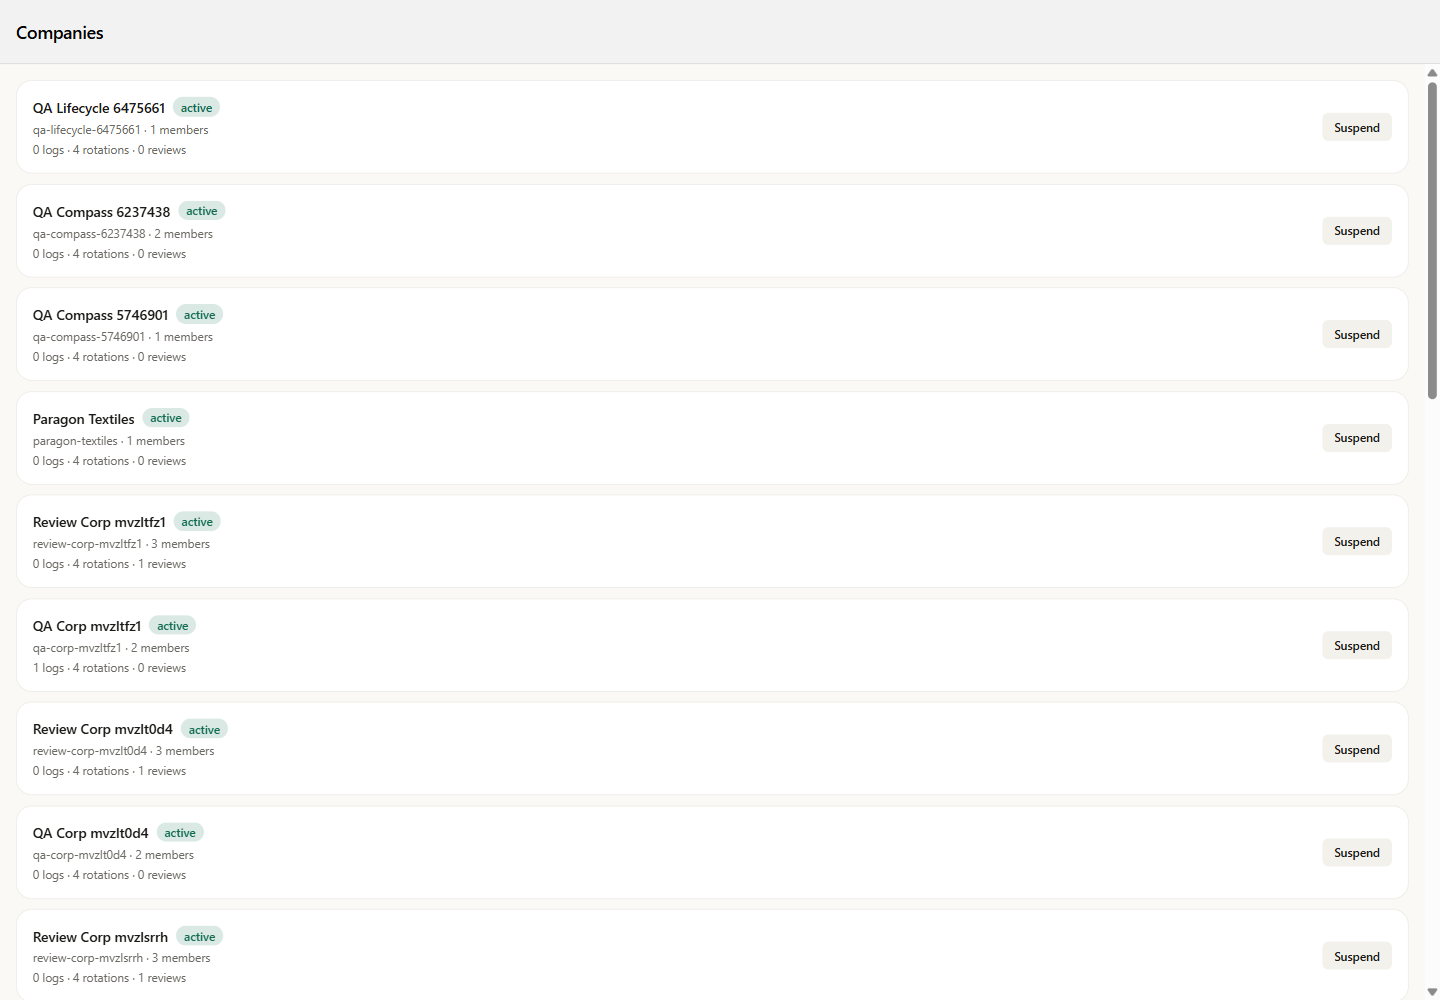 Companies
QA Lifecycle 6475661 active
qa-lifecycle-6475661 · 1 members
0 logs · 4 rotations · 0 reviews
Suspend
QA Compass 6237438 active
qa-compass-6237438 · 2 members
0 logs · 4 rotations · 0 reviews
Suspend
QA Compass 5746901 active
qa-compass-5746901 · 1 members
0 logs · 4 rotations · 0 reviews
Suspend
Paragon Textiles active
paragon-textiles · 1 members
0 logs · 4 rotations · 0 reviews
Suspend
Review Corp mvzltfz1 active
review-corp-mvzltfz1 · 3 members
0 logs · 4 rotations · 1 reviews
Suspend
QA Corp mvzltfz1 active
qa-corp-mvzltfz1 · 2 members
1 logs · 4 rotations · 0 reviews
Suspend
Review Corp mvzlt0d4 active
review-corp-mvzlt0d4 · 3 members
0 logs · 4 rotations · 1 reviews
Suspend
QA Corp mvzlt0d4 active
qa-corp-mvzlt0d4 · 2 members
0 logs · 4 rotations · 0 reviews
Suspend
Review Corp mvzlsrrh active
review-corp-mvzlsrrh · 3 members
0 logs · 4 rotations · 1 reviews
Suspend